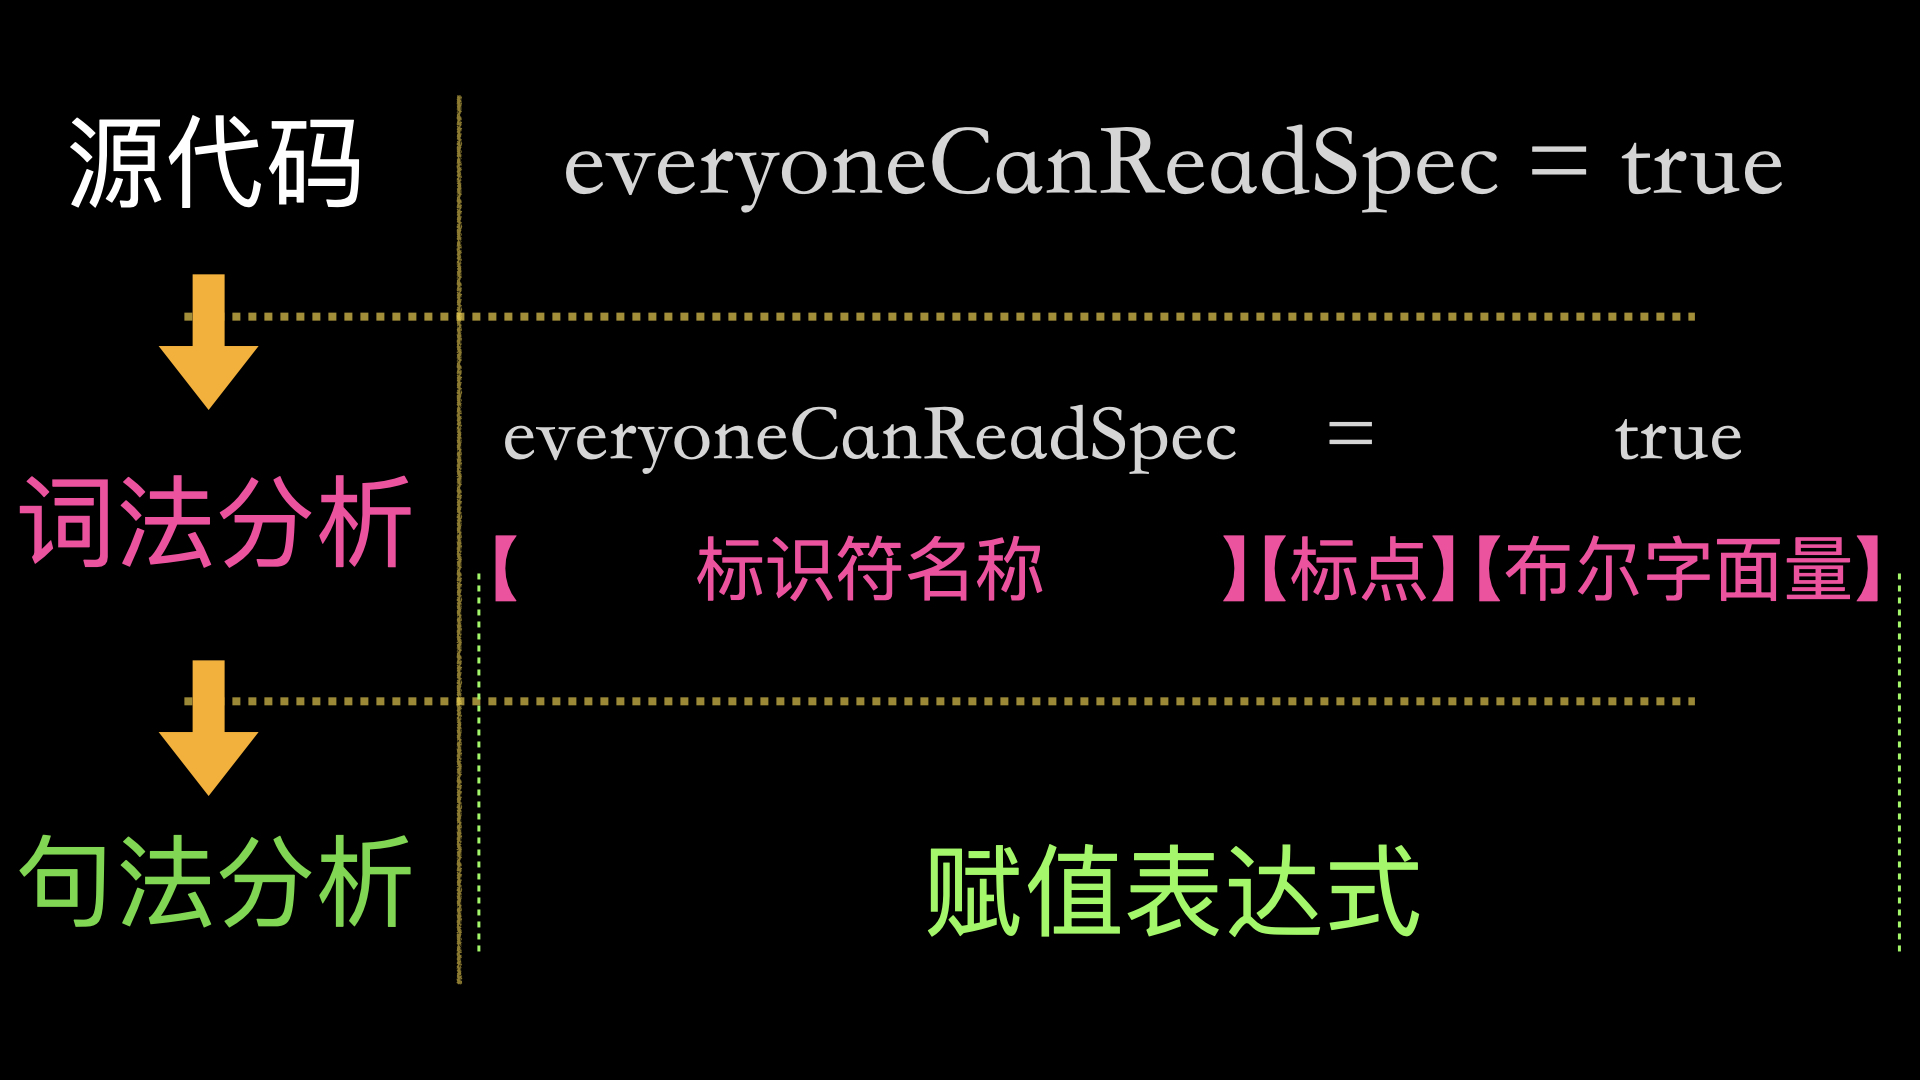 源代码
everyoneCanReadSpec = true
everyoneCanReadSpec = true
词法分析
【 标识符名称 】【标点】【布尔字面量】
句法分析
赋值表达式